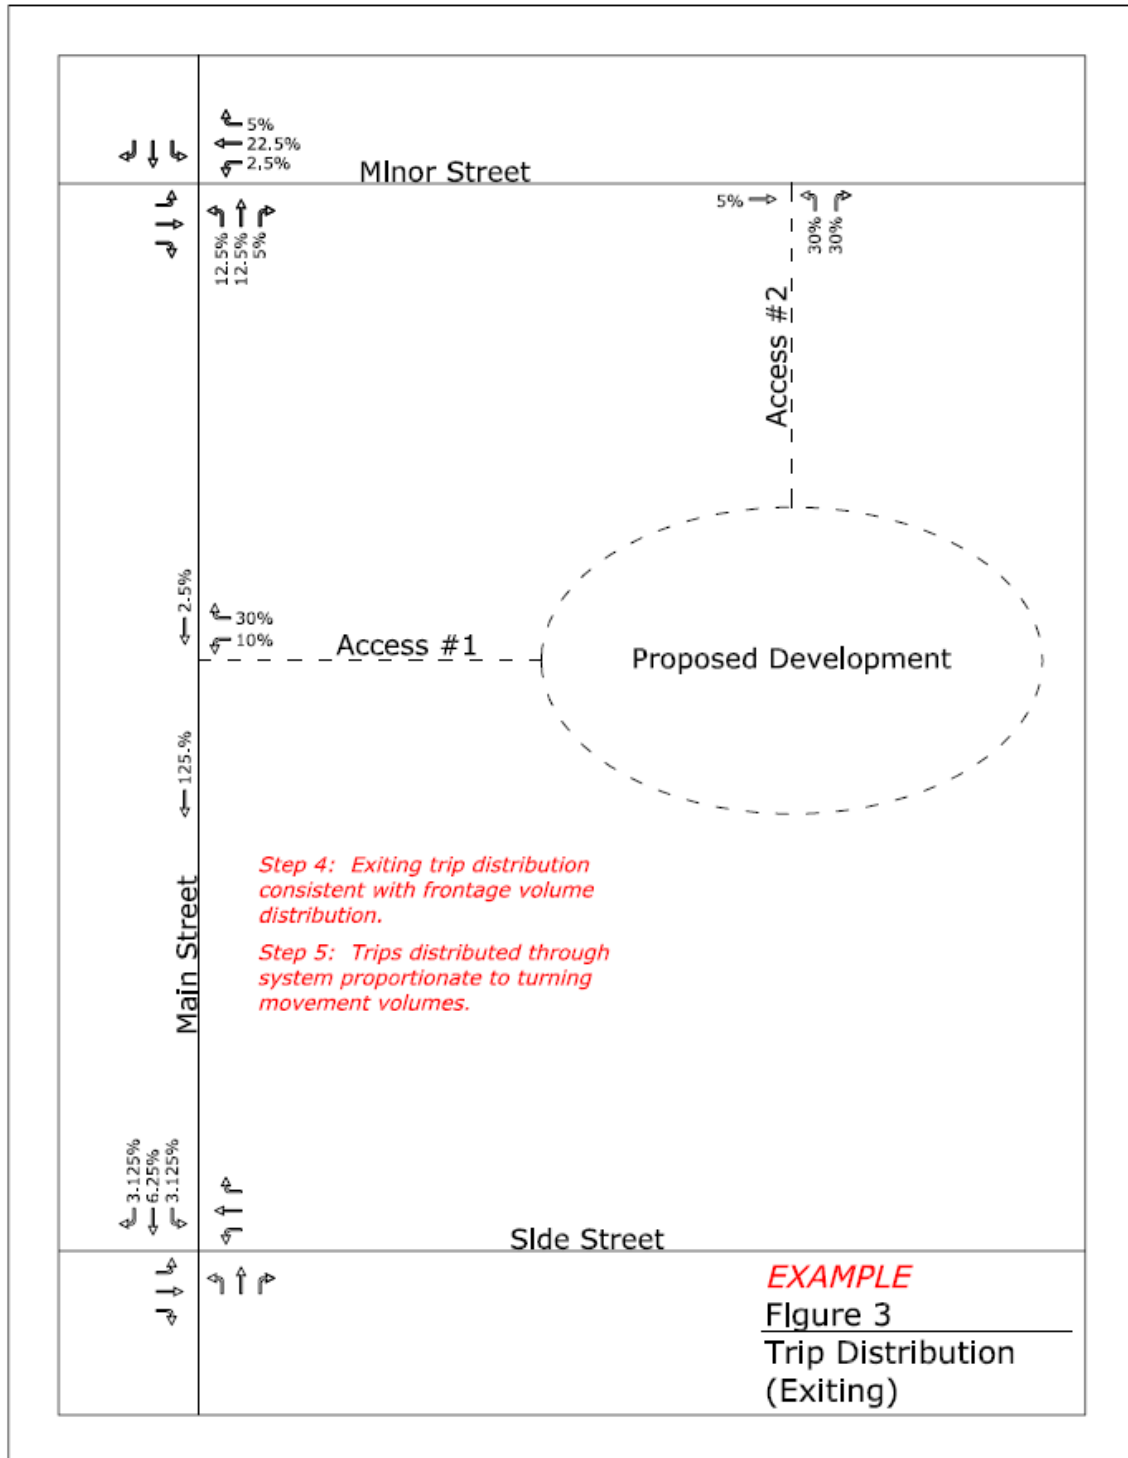 5%
22.5%
2.5%
Minor Street
12.5%
12.5%
5%
5%
30%
30%
Access #2
2.5%
30%
10%
Access #1
Proposed Development
125.%
Main Street
Step 4: Exiting trip distribution
consistent with frontage volume
distribution.
Step 5: Trips distributed through
system proportionate to turning
movement volumes.
3.125%
6.25%
3.125%
Side Street
EXAMPLE
Figure 3
Trip Distribution
(Exiting)